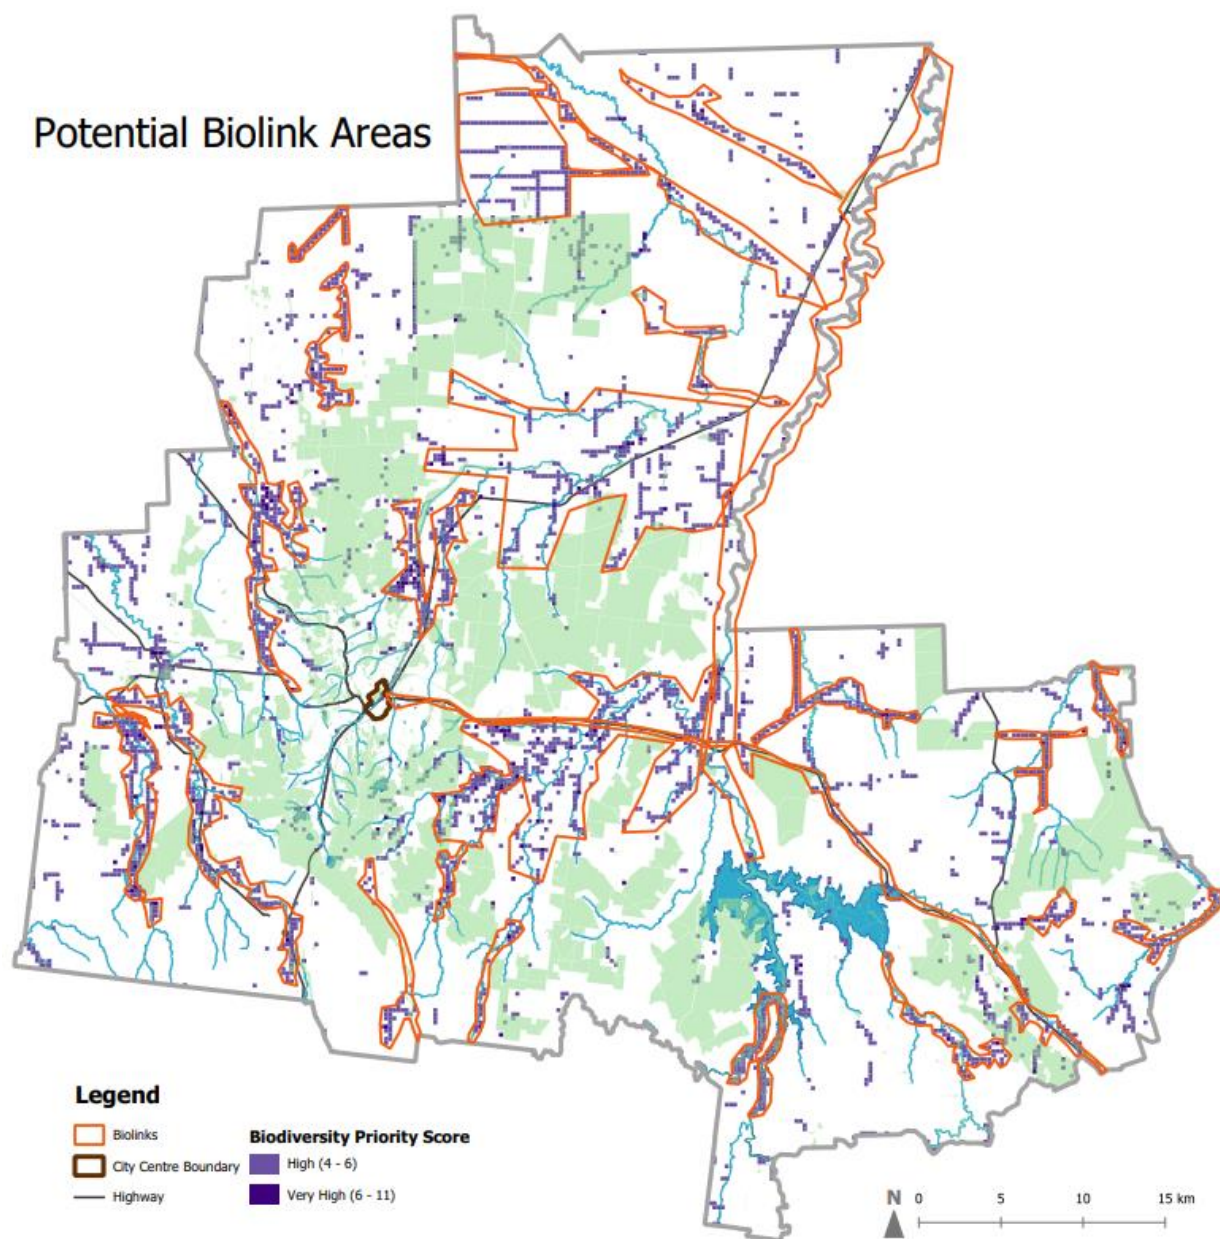 Potential Biolink Areas
Legend
Biolinks
City Centre Boundary
Highway
Biodiversity Priority Score
High (4 - 6)
Very High (6 - 11)
N
0 5 10 15 km